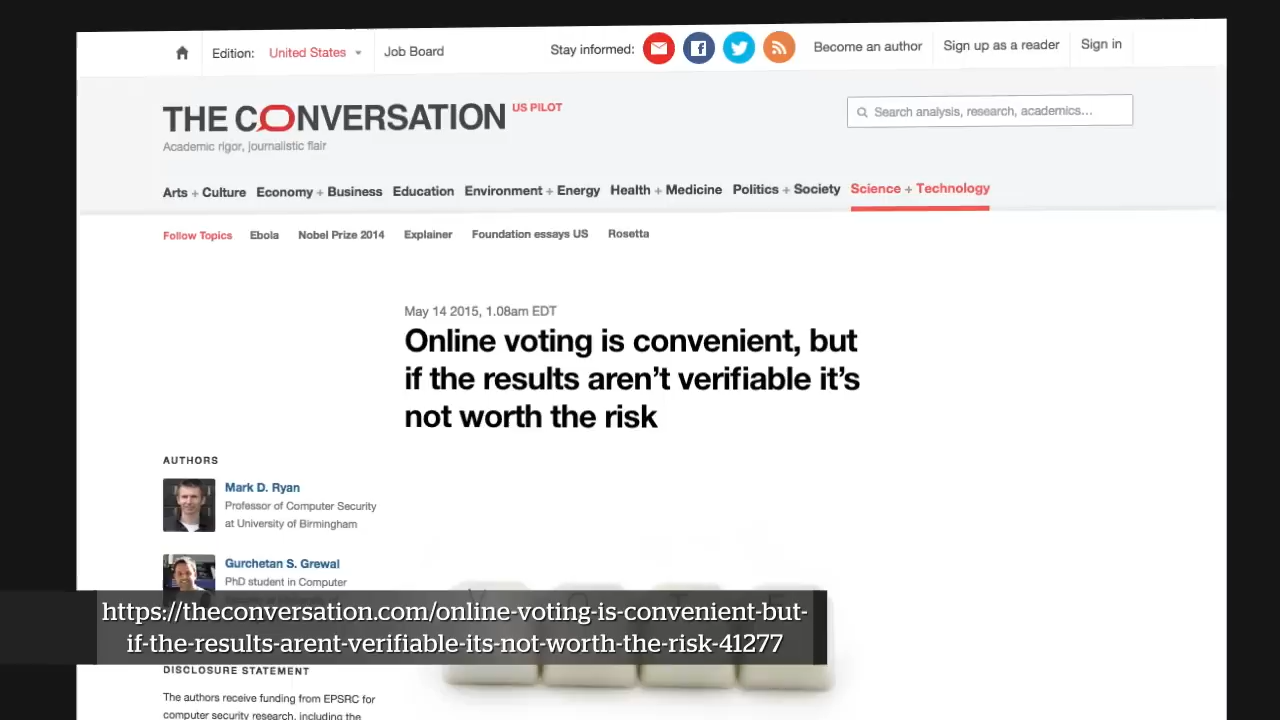 Edition: United States
Job Board
Stay informed:
Become an author
Sign up as a reader
Sign in
THE CONVERSATION US PILOT
Academic rigor, journalistic flair
Search analysis, research, academics...
Arts + Culture Economy + Business Education Environment + Energy Health + Medicine Politics + Society Science + Technology
Follow Topics Ebola Nobel Prize 2014 Explainer Foundation essays US Rosetta
May 14 2015, 1.08am EDT
Online voting is convenient, but
if the results aren't verifiable it's
not worth the risk
AUTHORS
Mark D. Ryan
Professor of Computer Security
at University of Birmingham
Gurchetan S. Grewal
PhD student in Computer
https://theconversation.com/online-voting-is-convenient-but-
if-the-results-arent-verifiable-its-not-worth-the-risk-41277
DISCLOSURE STATEMENT
The authors receive funding from EPSRC for
computer security research, including the